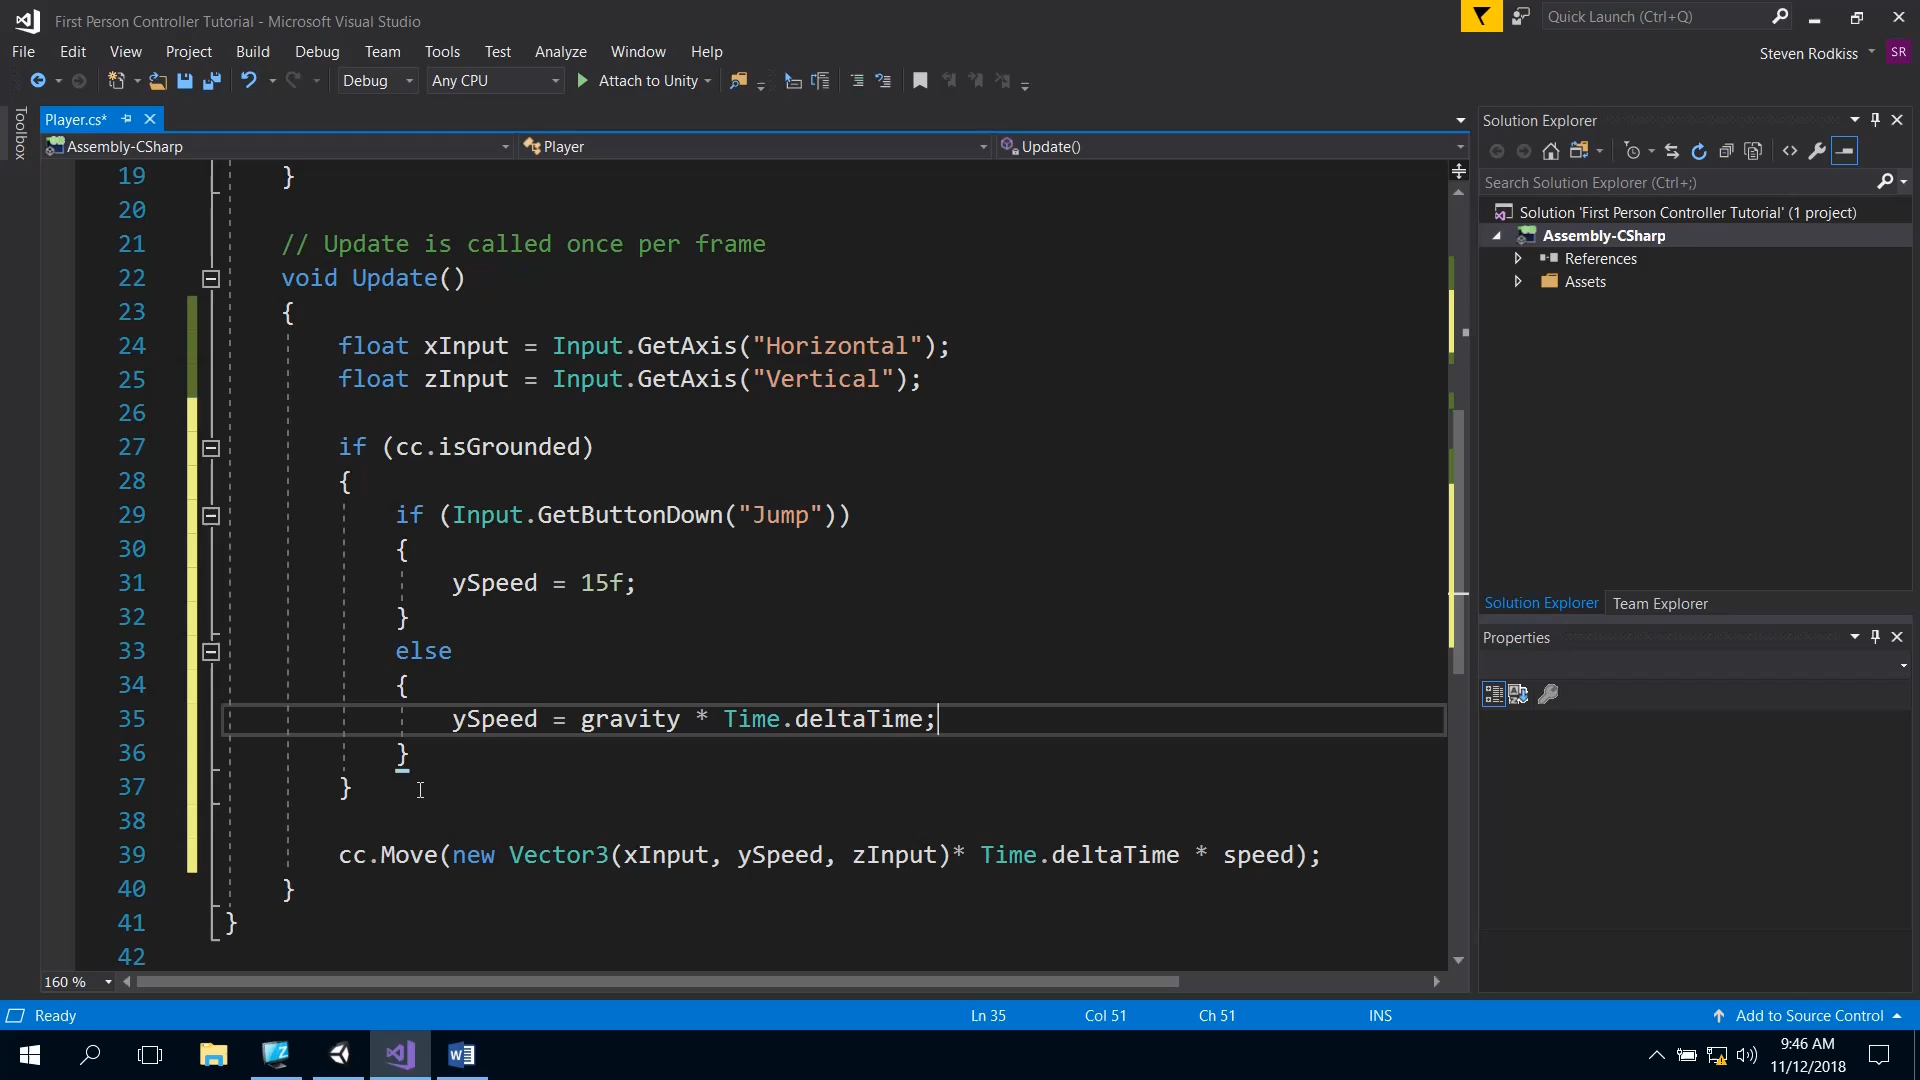 First Person Controller Tutorial - Microsoft Visual Studio
Quick Launch (Ctrl+Q)
File Edit View Project Build Debug Team Tools Test Analyze Window Help
Steven Rodkiss SR
Debug Any CPU Attach to Unity
Toolbox
Player.cs*
Assembly-CSharp Player Update()
19 }
20
21 // Update is called once per frame
22 void Update()
23 {
24 float xInput = Input.GetAxis("Horizontal");
25 float zInput = Input.GetAxis("Vertical");
26
27 if (cc.isGrounded)
28 {
29 if (Input.GetButtonDown("Jump"))
30 {
31 ySpeed = 15f;
32 }
33 else
34 {
35 ySpeed = gravity * Time.deltaTime;
36 }
37 }
38
39 cc.Move(new Vector3(xInput, ySpeed, zInput)* Time.deltaTime * speed);
40 }
41 }
42
160 %
Solution Explorer
Search Solution Explorer (Ctrl+;)
Solution 'First Person Controller Tutorial' (1 project)
Assembly-CSharp
References
Assets
Solution Explorer Team Explorer
Properties
Ready Ln 35 Col 51 Ch 51 INS Add to Source Control
9:46 AM
11/12/2018